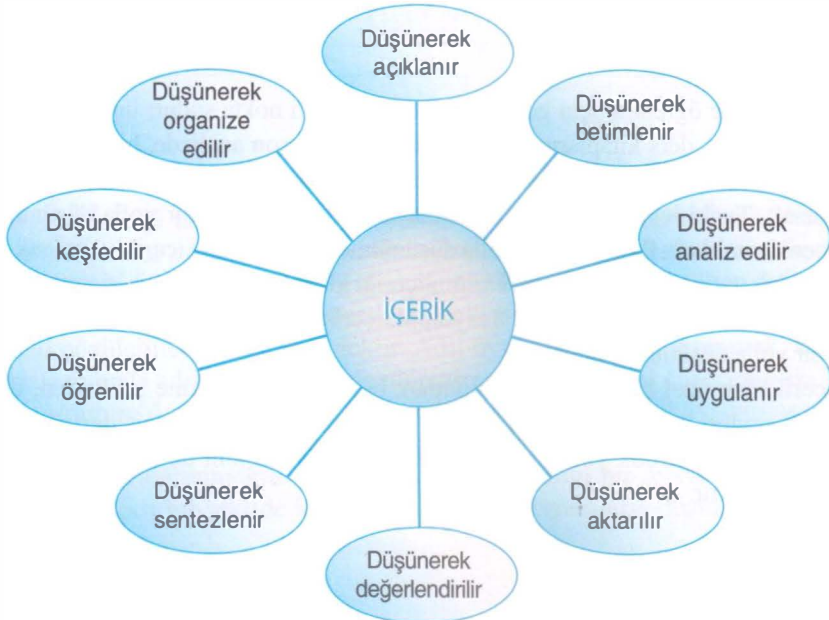 Düşünerek
açıklanır
Düşünerek
betimlenir
Düşünerek
analiz edilir
Düşünerek
uygulanır
Düşünerek
aktarılır
Düşünerek
değerlendirilir
Düşünerek
sentezlenir
Düşünerek
öğrenilir
Düşünerek
keşfedilir
Düşünerek
organize
edilir
İÇERİK